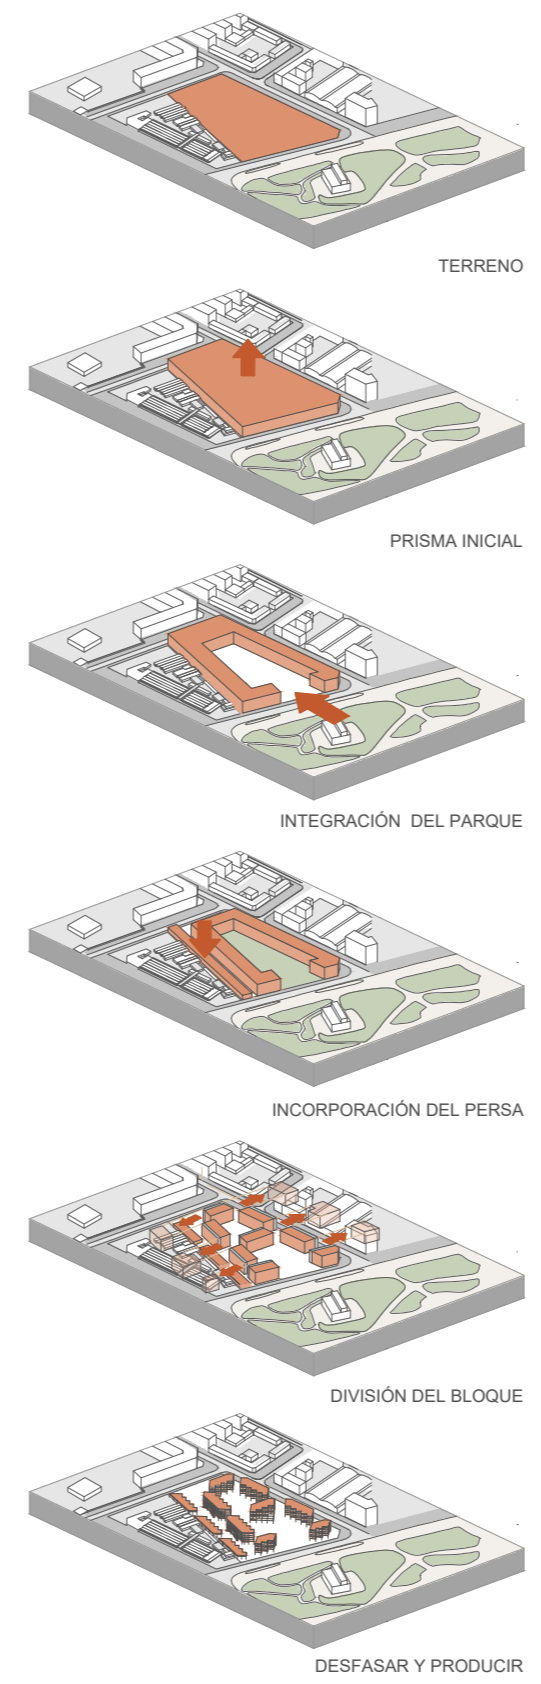 TERRENO
PRISMA INICIAL
INTEGRACIÓN  DEL PARQUE
INCORPORACIÓN DEL PERSA
DIVISIÓN DEL BLOQUE
DESFASAR Y PRODUCIR